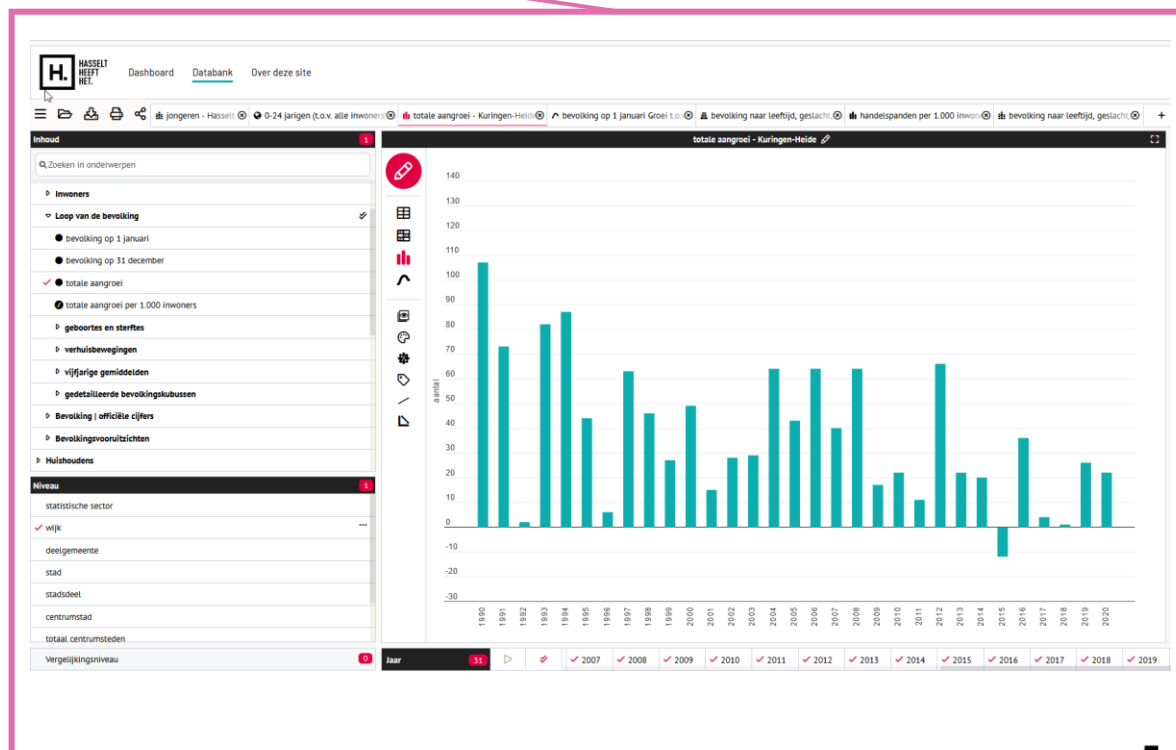 H.
HASSELT
HEEFT
HET.
Dashboard
Databank
Over deze site
jongeren - Hasselt
0-24 jarigen (t.o.v. alle inwoners
totale aangroei - Kuringen-Heide
bevolking op 1 januari Groei t.o.
bevolking naar leeftijd, geslacht,
handelspanden per 1.000 inwon
bevolking naar leeftijd, geslacht,
+
Inhoud 1
Zoeken in onderwerpen
Inwoners
Loop van de bevolking
bevolking op 1 januari
bevolking op 31 december
totale aangroei
totale aangroei per 1.000 inwoners
geboortes en sterftes
verhuisbewegingen
vijfjarige gemiddelden
gedetailleerde bevolkingskubussen
Bevolking | officiële cijfers
Bevolkingsvooruitzichten
Huishoudens
Niveau 1
statistische sector
wijk ...
deelgemeente
stad
stadsdeel
centrumstad
totaal centrumsteden
Vergelijkingsniveau 0
totale aangroei - Kuringen-Heide
140
130
120
110
100
90
80
70
60
50
40
30
20
10
0
-10
-20
-30
aantal
1990
1991
1992
1993
1994
1995
1996
1997
1998
1999
2000
2001
2002
2003
2004
2005
2006
2007
2008
2009
2010
2011
2012
2013
2014
2015
2016
2017
2018
2019
2020
Jaar 31
2007
2008
2009
2010
2011
2012
2013
2014
2015
2016
2017
2018
2019